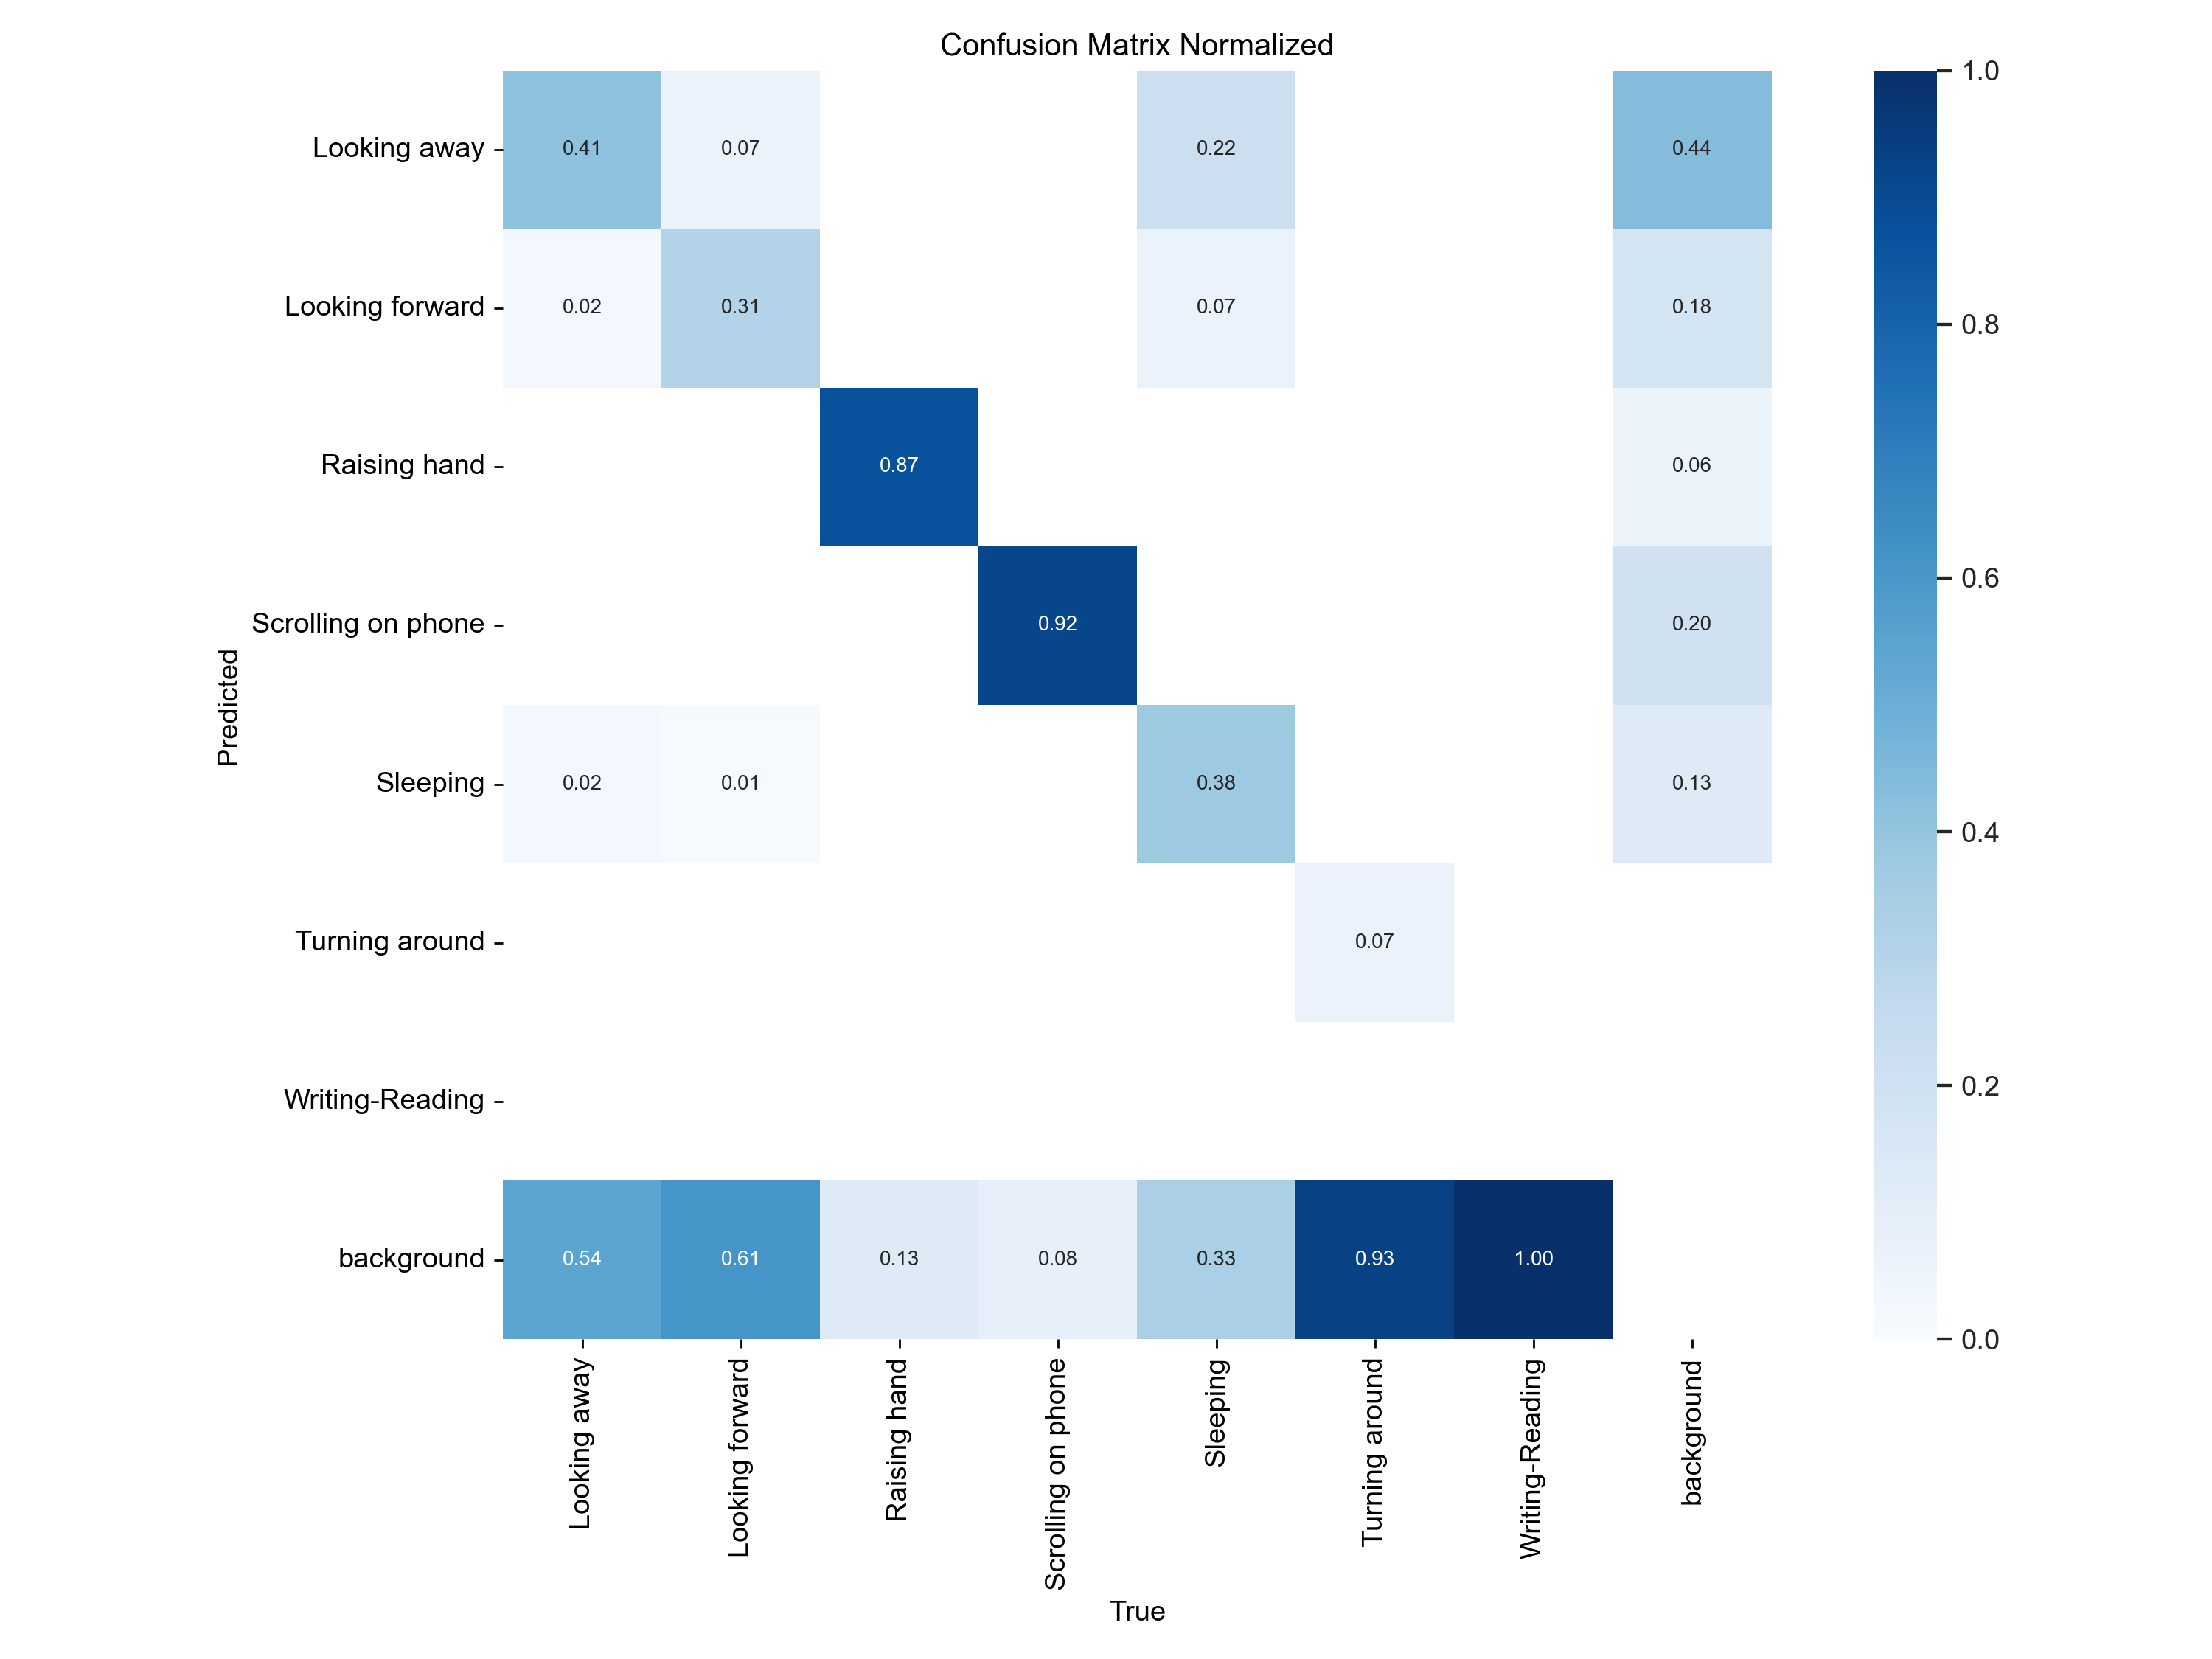 Confusion Matrix Normalized
Looking away 0.41 0.07 0.22 0.44
Looking forward 0.02 0.31 0.07 0.18
Raising hand 0.87 0.06
Scrolling on phone 0.92 0.20
Sleeping 0.02 0.01 0.38 0.13
Turning around 0.07
Writing-Reading
background 0.54 0.61 0.13 0.08 0.33 0.93 1.00
Predicted
Looking away
Looking forward
Raising hand
Scrolling on phone
Sleeping
Turning around
Writing-Reading
background
True
1.0
0.8
0.6
0.4
0.2
0.0